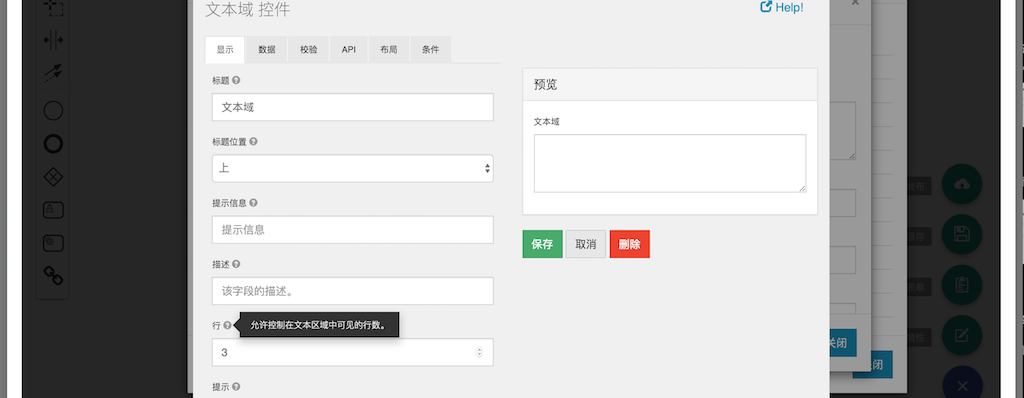 文本域 控件
Help!
显示 数据 校验 API 布局 条件
标题
文本域
标题位置
上
提示信息
提示信息
描述
该字段的描述。
行
允许控制在文本区域中可见的行数。
3
提示
预览
文本域
保存 取消 删除
关闭
关闭